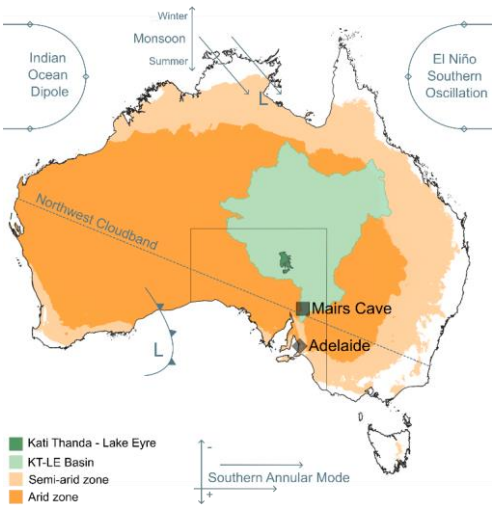 Winter
Monsoon
Summer
L
Indian
Ocean
Dipole
El Niño
Southern
Oscillation
Northwest Cloudband
Mairs Cave
Adelaide
L
Kati Thanda - Lake Eyre
KT-LE Basin
Semi-arid zone
Arid zone
-
Southern Annular Mode
+